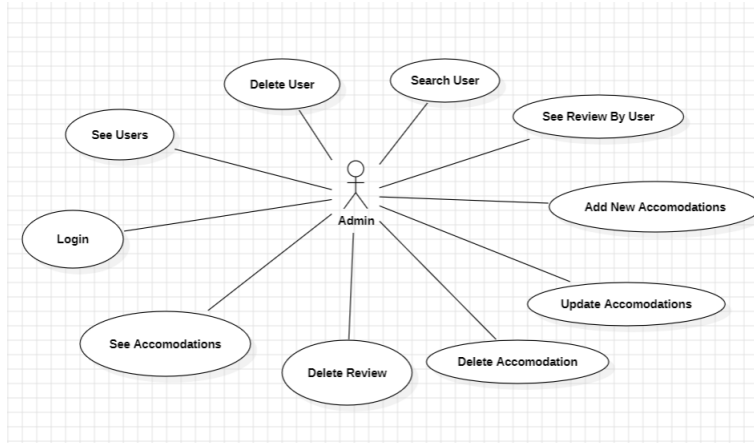 Delete User
Search User
See Users
See Review By User
Admin
Add New Accomodations
Login
Update Accomodations
See Accomodations
Delete Review
Delete Accomodation